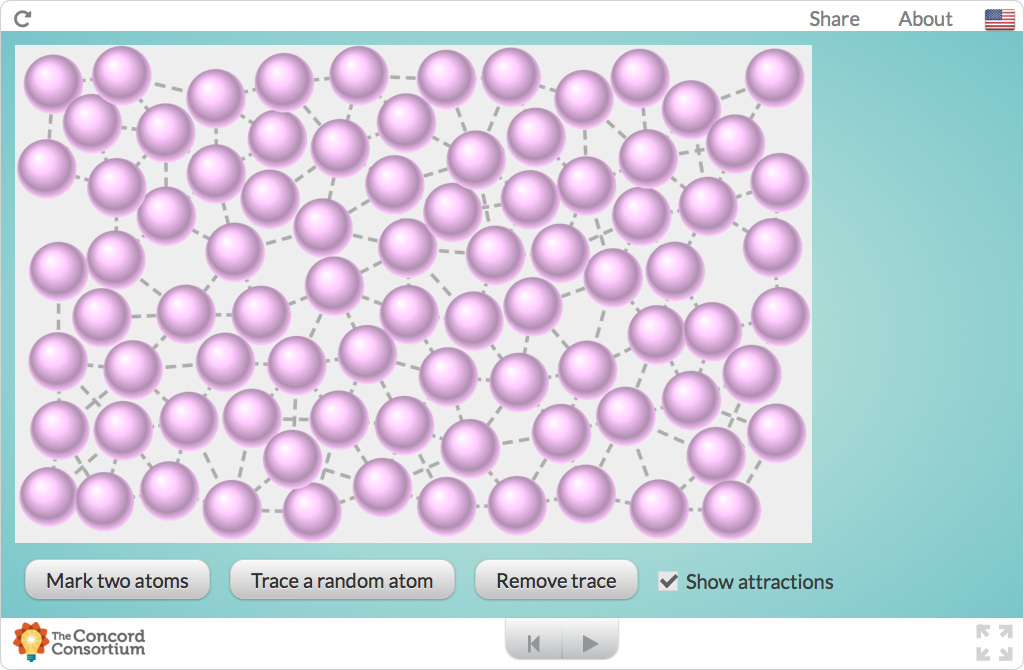 Share About
Mark two atoms Trace a random atom Remove trace Show attractions
The Concord
Consortium